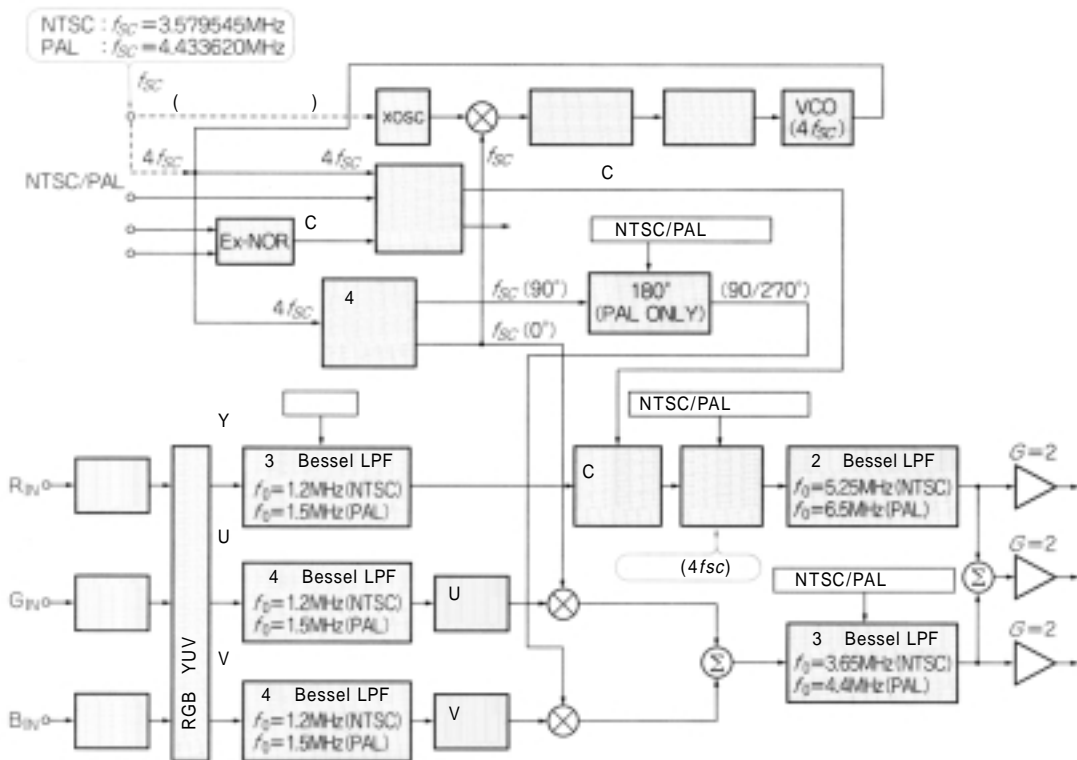 NTSC : fSC=3.579545MHz
PAL : fSC=4.433620MHz
fSC
( )
XOSC
VCO
(4fSC)
fSC
4fSC
4fSC
C
NTSC/PAL
C
Ex-NOR
NTSC/PAL
4
fSC (90°)
180°
(PAL ONLY)
(90/270°)
4fSC
fSC (0°)
NTSC/PAL
Y
RIN
3 Bessel LPF
f0=1.2MHz(NTSC)
f0=1.5MHz(PAL)
C
2 Bessel LPF
f0=5.25MHz(NTSC)
f0=6.5MHz(PAL)
G=2
U
(4fsc)
G=2
GIN
4 Bessel LPF
f0=1.2MHz(NTSC)
f0=1.5MHz(PAL)
U
NTSC/PAL
Σ
RGB YUV
V
Σ
3 Bessel LPF
f0=3.65MHz(NTSC)
f0=4.4MHz(PAL)
G=2
BIN
4 Bessel LPF
f0=1.2MHz(NTSC)
f0=1.5MHz(PAL)
V